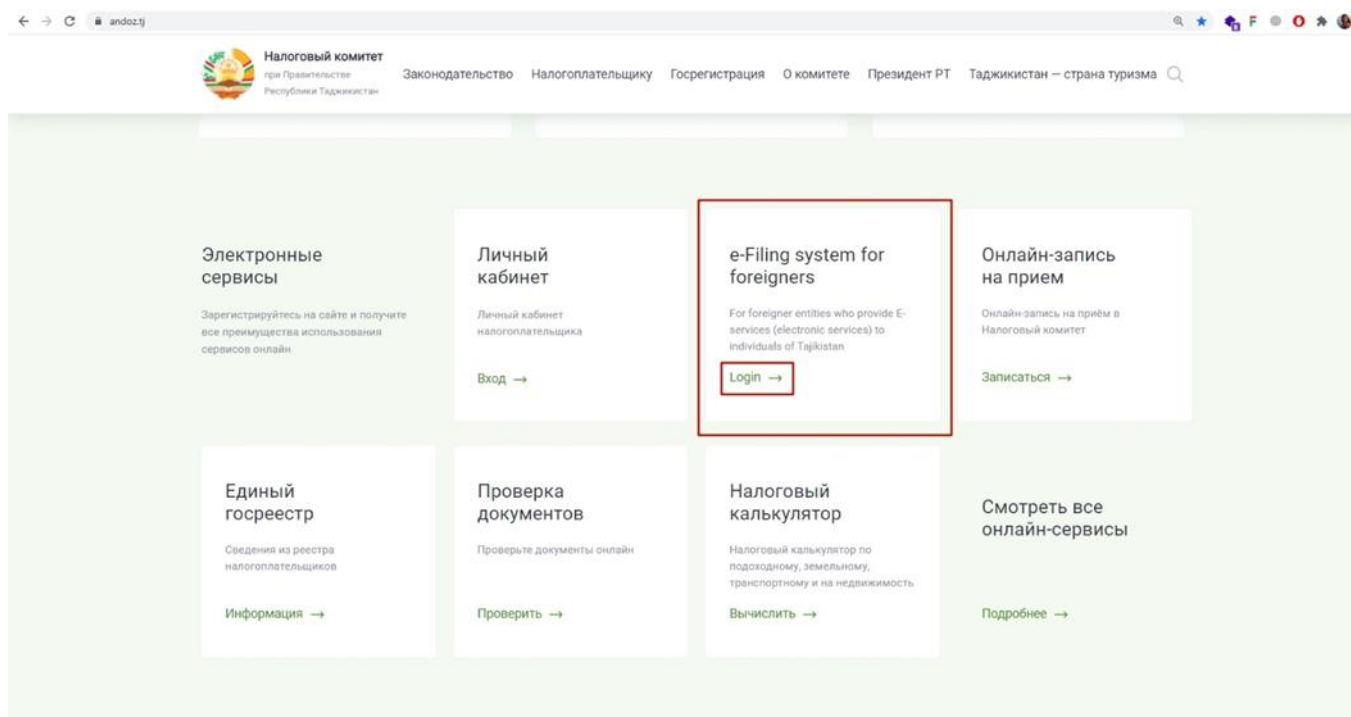 andoz.tj
Налоговый комитет
при Правительстве
Республики Таджикистан
Законодательство Налогоплательщику Госрегистрация О комитете Президент РТ Таджикистан — страна туризма
Электронные
сервисы
Зарегистрируйтесь на сайте и получите
все преимущества использования
сервисов онлайн
Личный
кабинет
Личный кабинет
налогоплательщика
Вход →
e-Filing system for
foreigners
For foreigner entities who provide E-
services (electronic services) to
individuals of Tajikistan
Login →
Онлайн-запись
на прием
Онлайн-запись на приём в
Налоговый комитет
Записаться →
Единый
госреестр
Сведения из реестра
налогоплательщиков
Информация →
Проверка
документов
Проверьте документы онлайн
Проверить →
Налоговый
калькулятор
Налоговый калькулятор по
подоходному, земельному,
транспортному и на недвижимость
Вычислить →
Смотреть все
онлайн-сервисы
Подробнее →